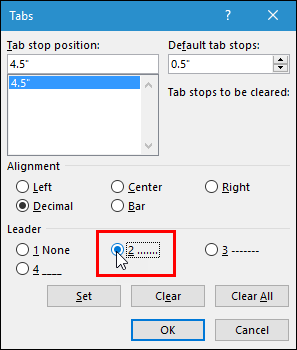 Tabs ? ×
Tab stop position: Default tab stops:
4.5" 0.5"
4.5"
Tab stops to be cleared:
Alignment
Left Center Right
Decimal Bar
Leader
1 None 2 ....... 3 -------
4 ____
Set Clear Clear All
OK Cancel